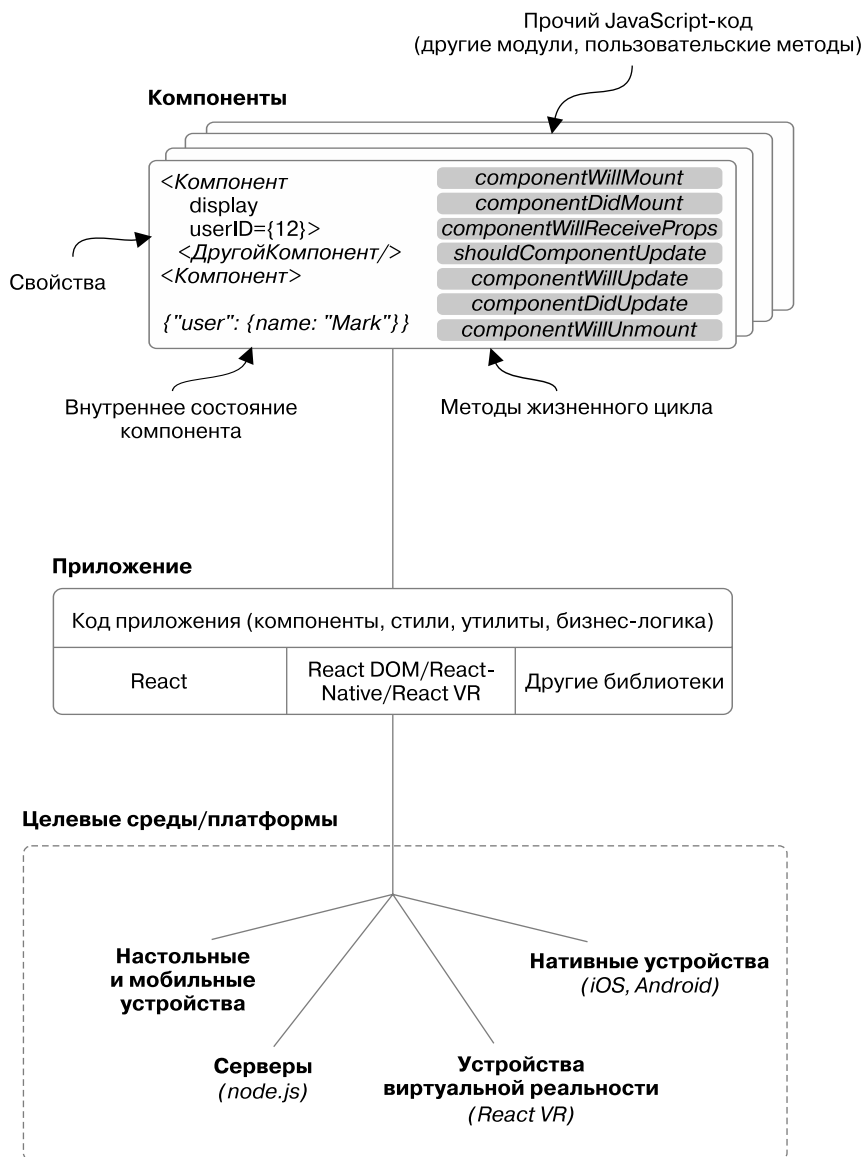 Прочий JavaScript-код
(другие модули, пользовательские методы)
Компоненты
<Компонент
display
userID={12}>
<ДругойКомпонент/>
<Компонент>
{"user": {name: "Mark"}}
componentWillMount
componentDidMount
componentWillReceiveProps
shouldComponentUpdate
componentWillUpdate
componentDidUpdate
componentWillUnmount
Свойства
Внутреннее состояние
компонента
Методы жизненного цикла
Приложение
Код приложения (компоненты, стили, утилиты, бизнес-логика)
React
React DOM/React-
Native/React VR
Другие библиотеки
Целевые среды/платформы
Настольные
и мобильные
устройства
Нативные устройства
(iOS, Android)
Серверы
(node.js)
Устройства
виртуальной реальности
(React VR)